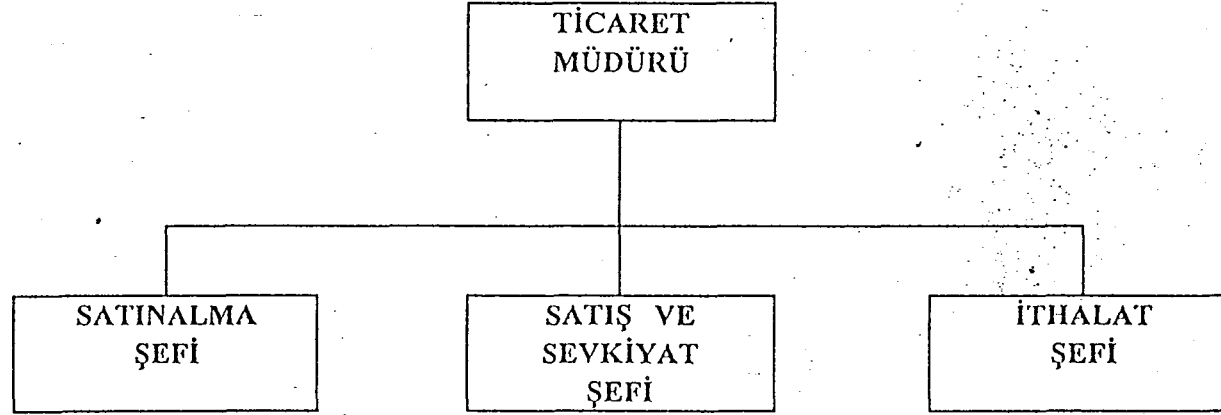 TİCARET
MÜDÜRÜ
SATINALMA
ŞEFİ
SATIŞ VE
SEVKİYAT
ŞEFİ
İTHALAT
ŞEFİ